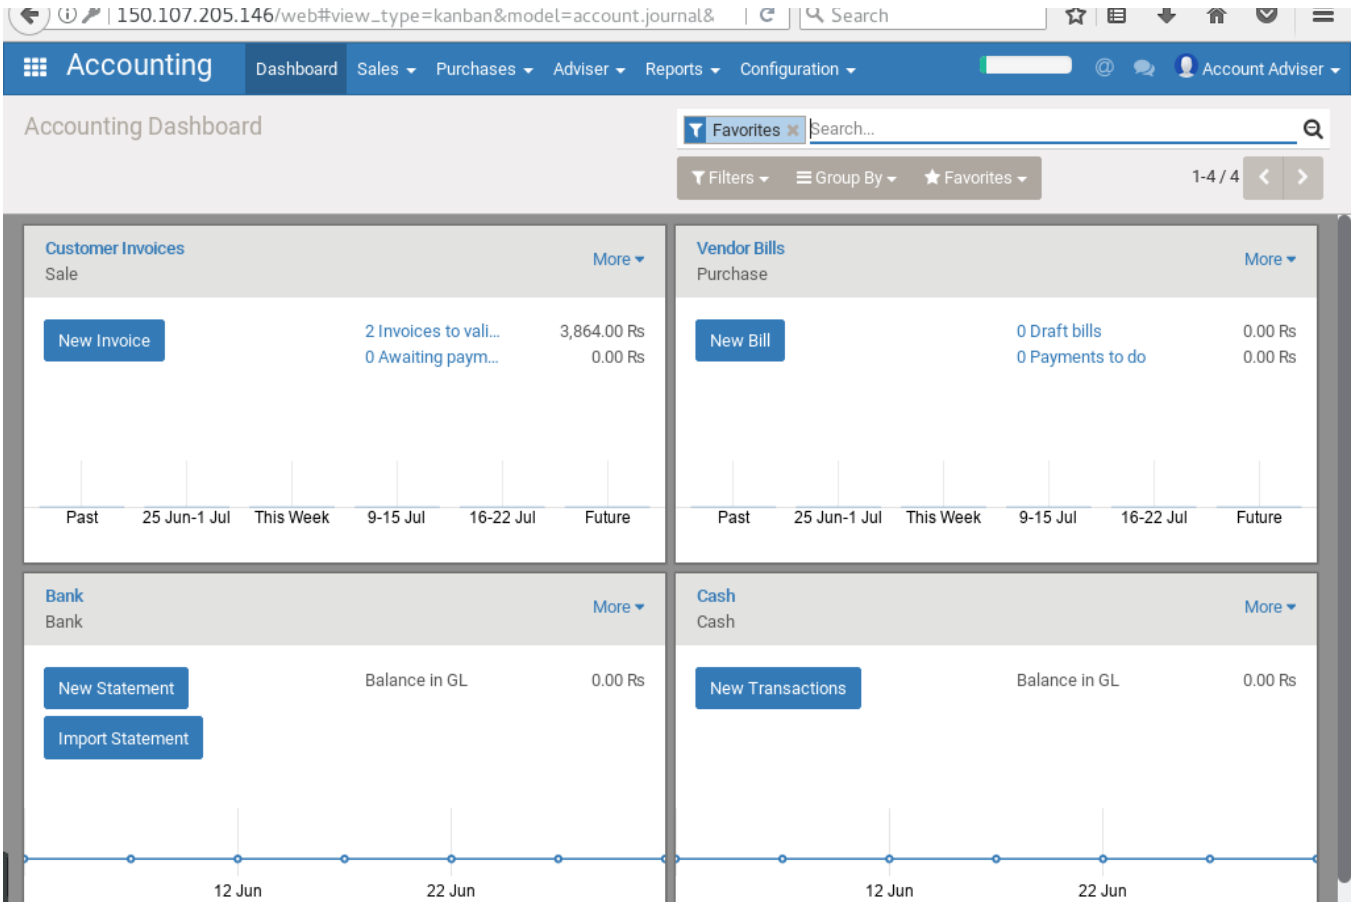 150.107.205.146/web#view_type=kanban&model=account.journal& Search
Accounting Dashboard Sales Purchases Adviser Reports Configuration @ Account Adviser
Accounting Dashboard
Favorites Search...
Filters Group By Favorites 1-4 / 4
Customer Invoices
Sale
More
New Invoice
2 Invoices to vali... 3,864.00 Rs
0 Awaiting paym... 0.00 Rs
Past 25 Jun-1 Jul This Week 9-15 Jul 16-22 Jul Future
Vendor Bills
Purchase
More
New Bill
0 Draft bills 0.00 Rs
0 Payments to do 0.00 Rs
Past 25 Jun-1 Jul This Week 9-15 Jul 16-22 Jul Future
Bank
Bank
More
New Statement
Import Statement
Balance in GL 0.00 Rs
12 Jun 22 Jun
Cash
Cash
More
New Transactions
Balance in GL 0.00 Rs
12 Jun 22 Jun